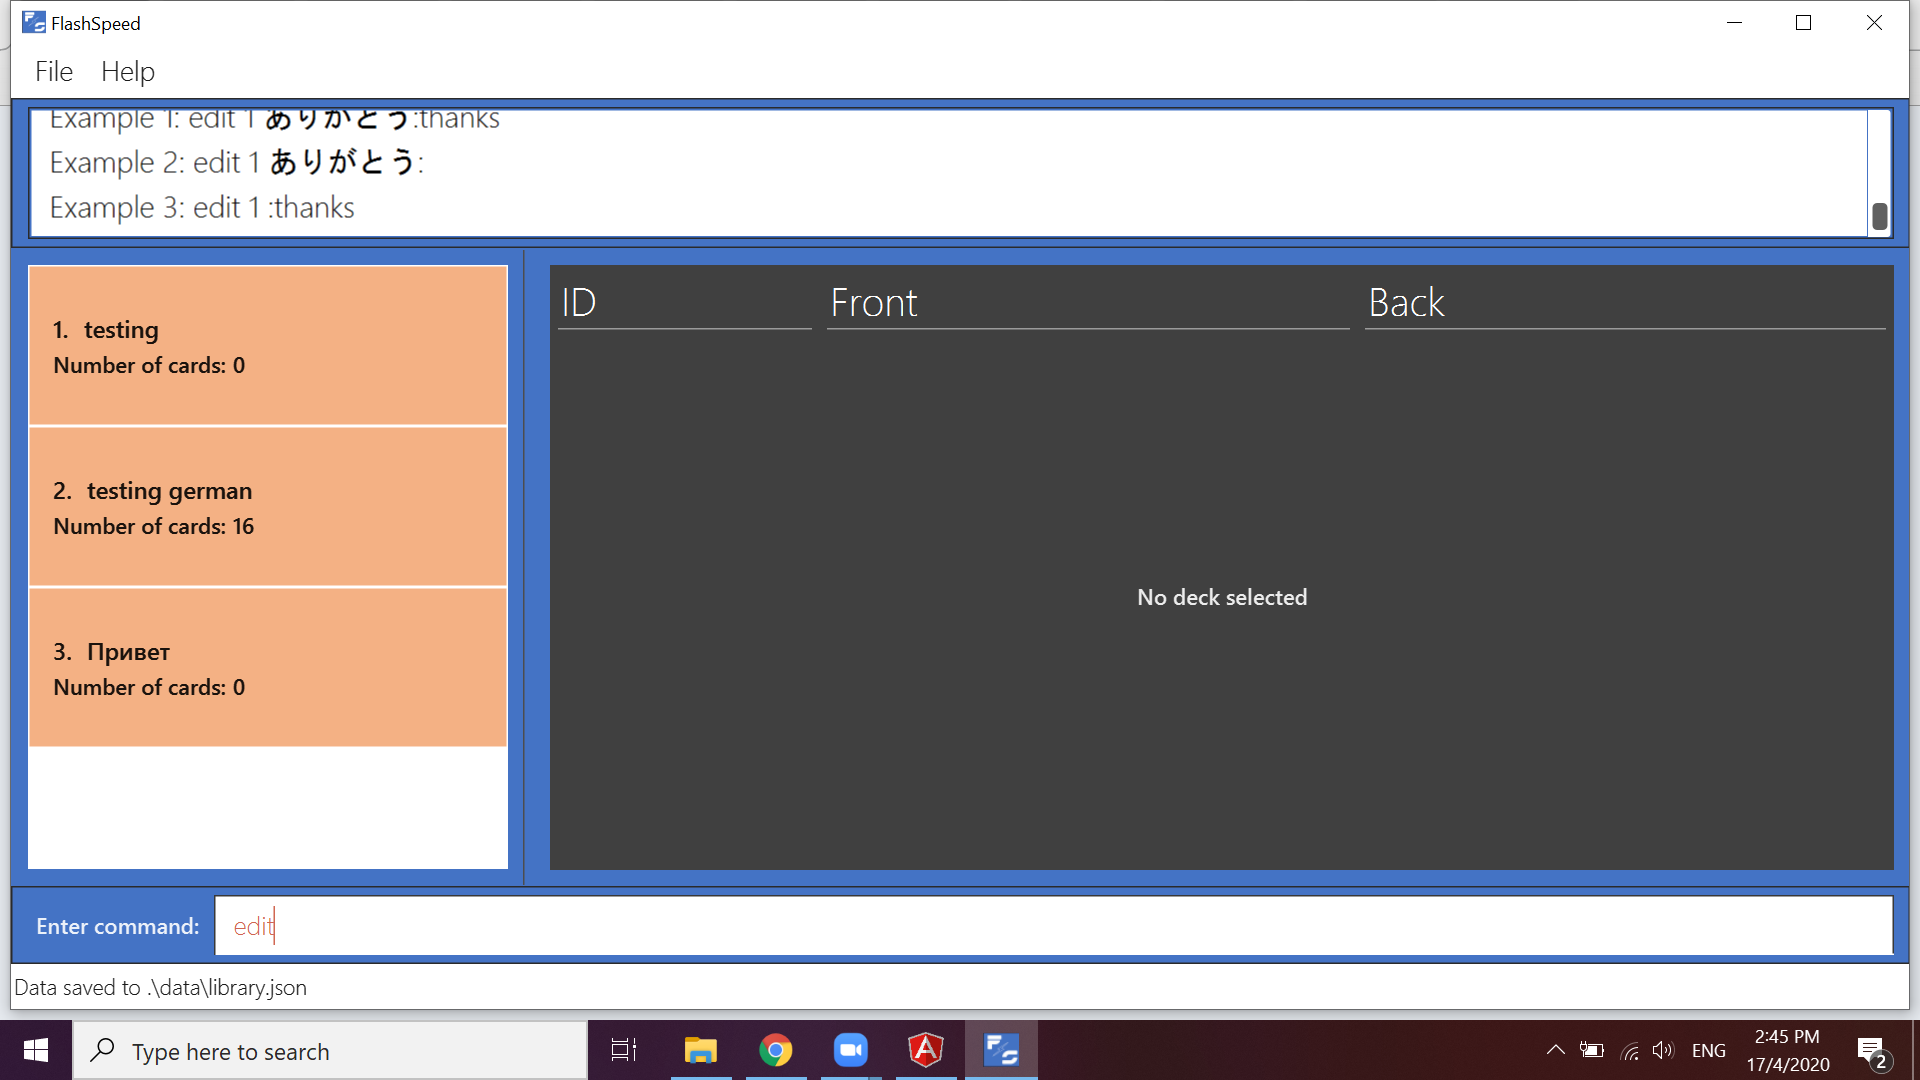 FlashSpeed
File Help
Example 1: edit 1 ありがとう:thanks
Example 2: edit 1 ありがとう:
Example 3: edit 1 :thanks
1. testing
Number of cards: 0
2. testing german
Number of cards: 16
3. Привет
Number of cards: 0
ID Front Back
No deck selected
Enter command: edit
Data saved to .\data\library.json
Type here to search
ENG
2:45 PM
17/4/2020
2